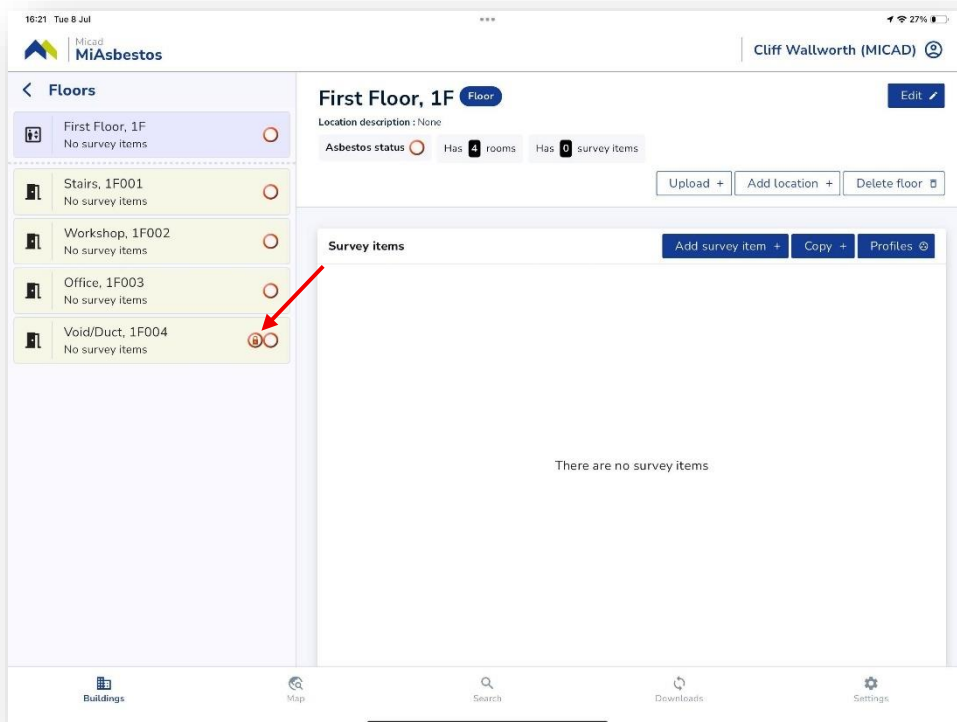 16:21 Tue 8 Jul
27%
Micad
MiAsbestos
Cliff Wallworth (MICAD)
Floors
First Floor, 1F
No survey items
Stairs, 1F001
No survey items
Workshop, 1F002
No survey items
Office, 1F003
No survey items
Void/Duct, 1F004
No survey items
First Floor, 1F Floor
Edit
Location description : None
Asbestos status Has 4 rooms Has 0 survey items
Upload + Add location + Delete floor
Survey items
Add survey item + Copy + Profiles
There are no survey items
Buildings Map Search Downloads Settings